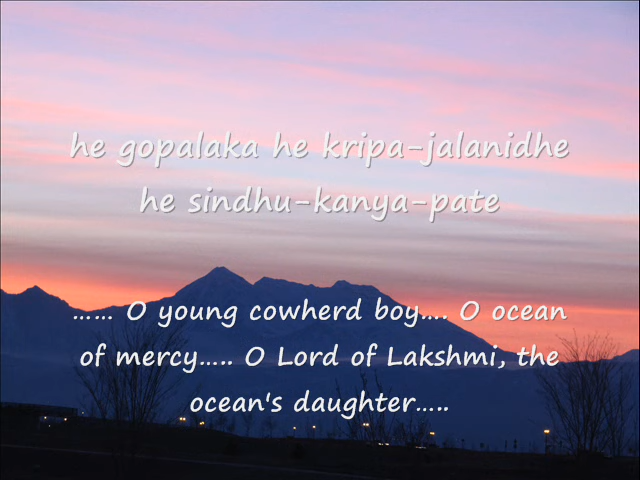 he gopalaka he kripa-jalanidhe
he sindhu-kanya-pate
…... O young cowherd boy…. O ocean
of mercy….. O Lord of Lakshmi, the
ocean's daughter…..